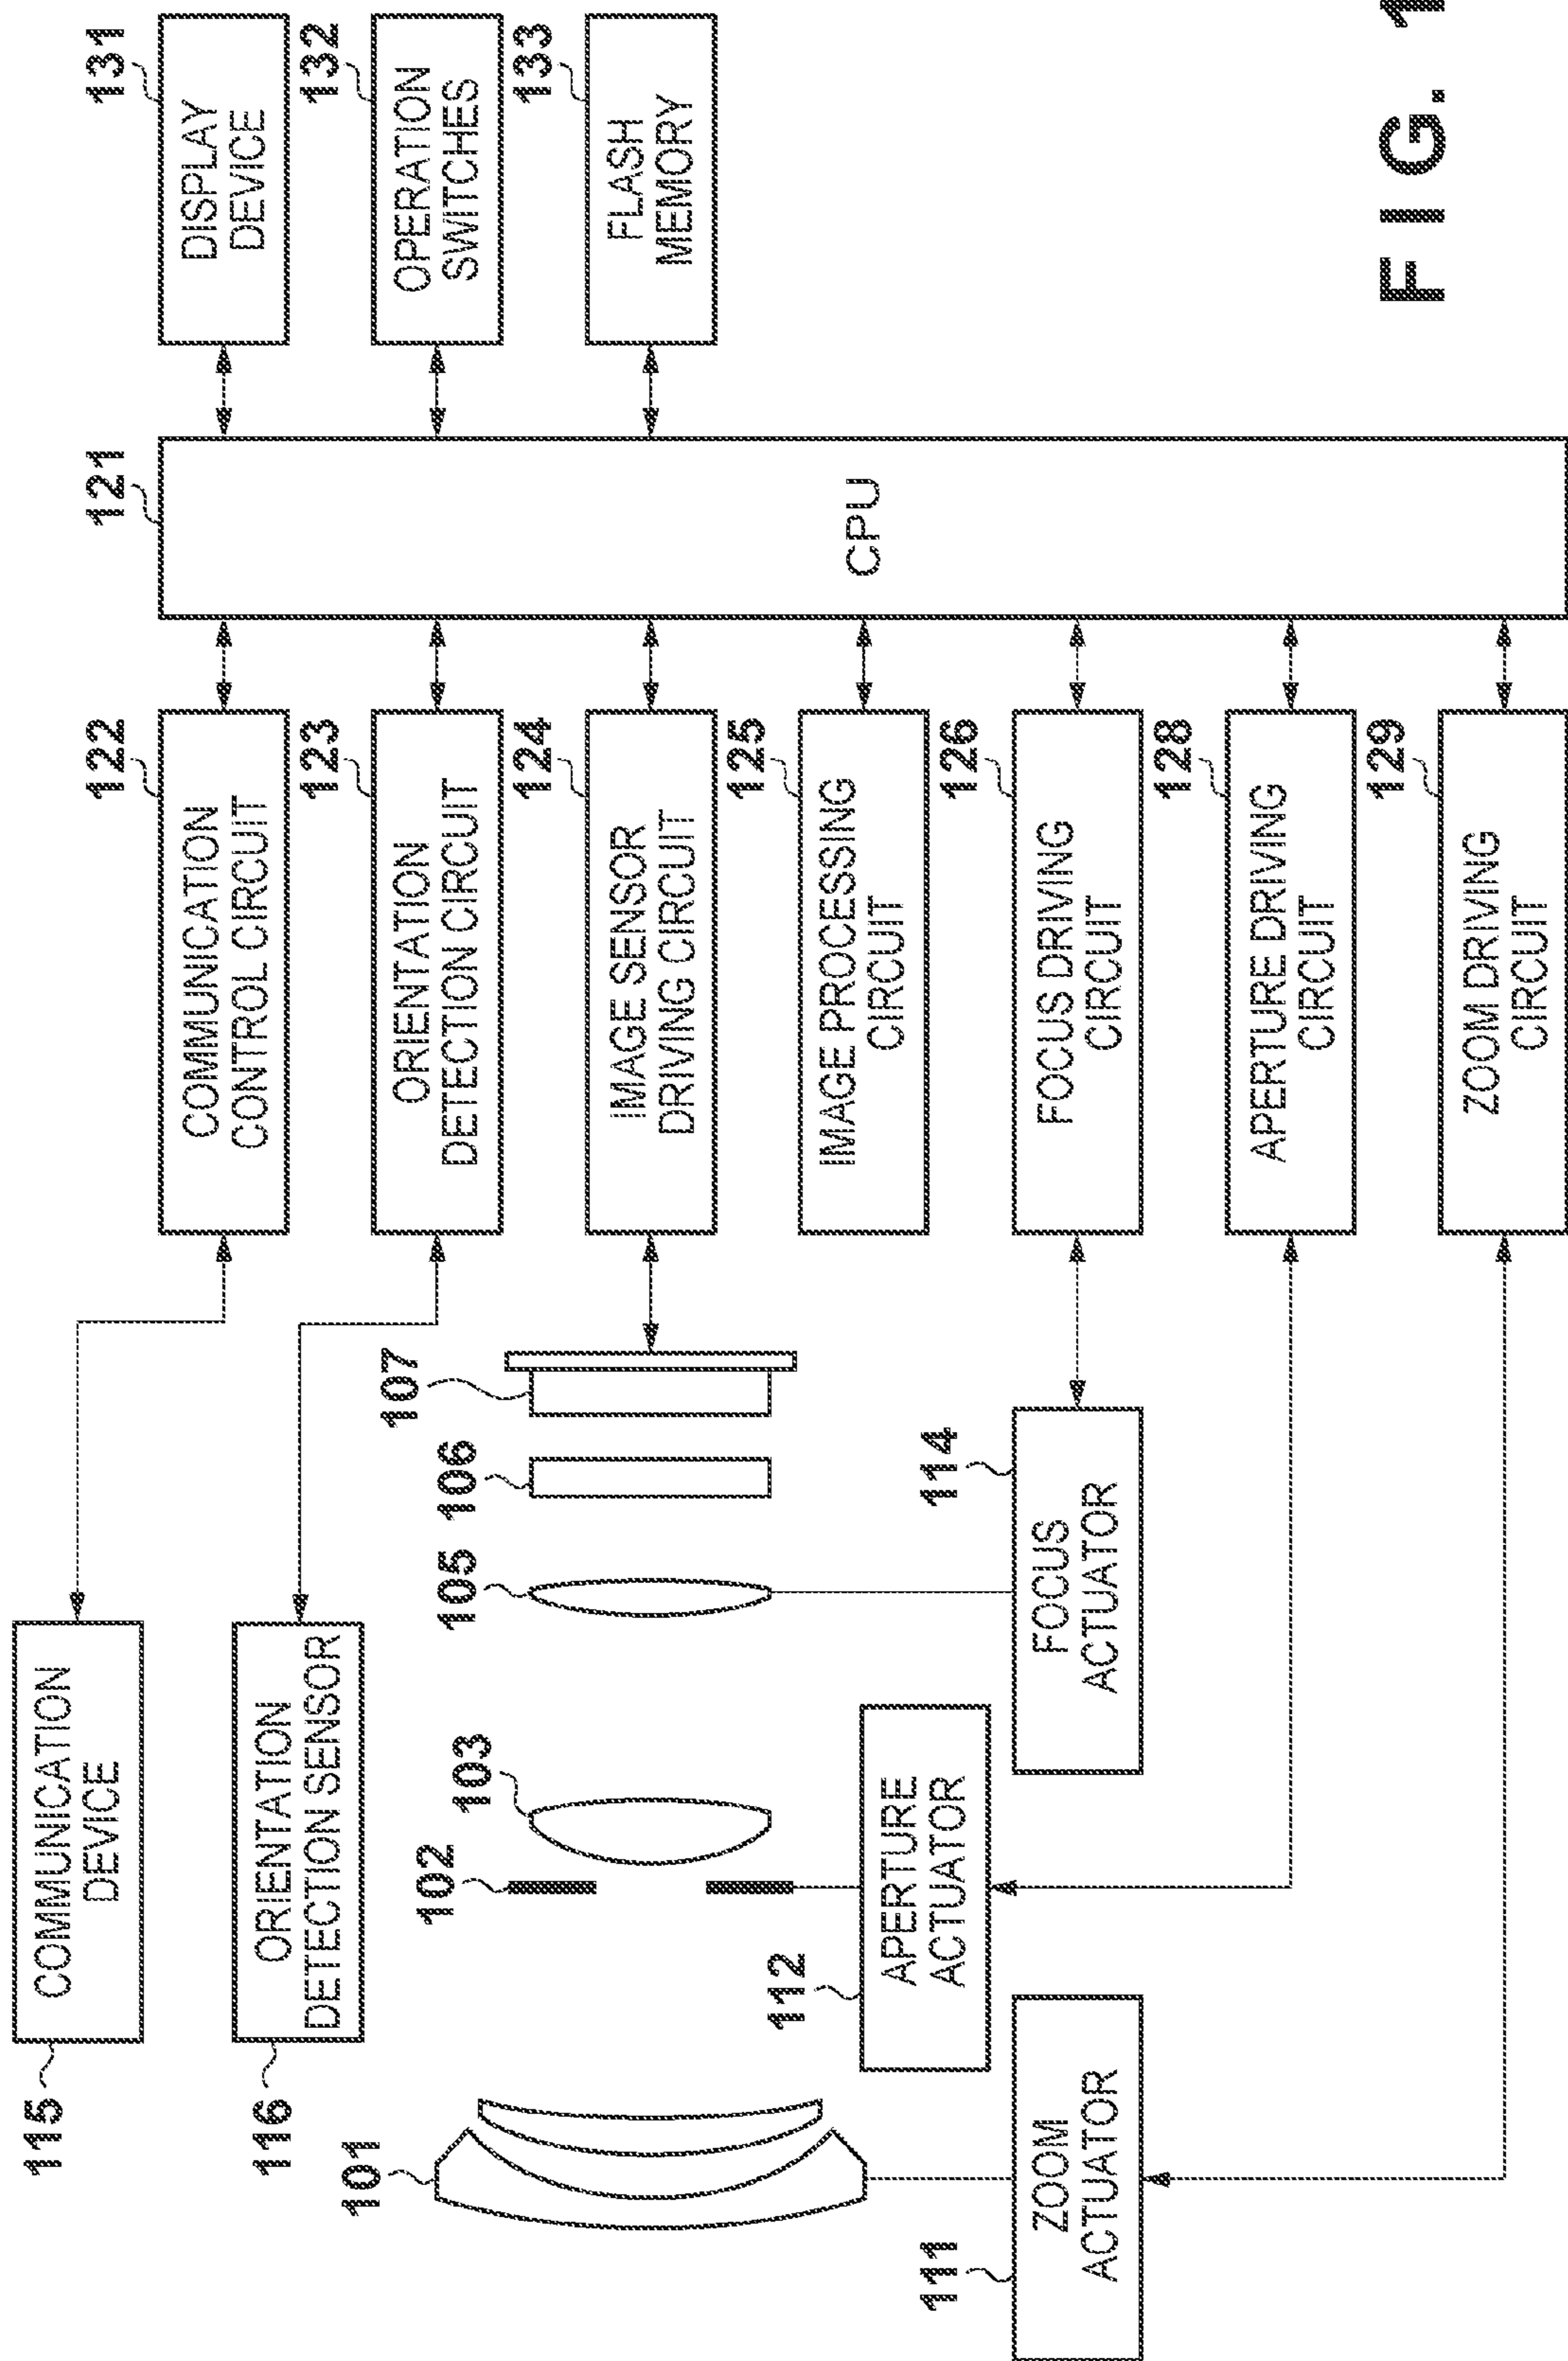 115
COMMUNICATION
DEVICE
116
ORIENTATION
DETECTION SENSOR
101
102
103
105
106
107
111
ZOOM
ACTUATOR
112
APERTURE
ACTUATOR
114
FOCUS
ACTUATOR
122
COMMUNICATION
CONTROL CIRCUIT
123
ORIENTATION
DETECTION CIRCUIT
124
IMAGE SENSOR
DRIVING CIRCUIT
125
IMAGE PROCESSING
CIRCUIT
126
FOCUS DRIVING
CIRCUIT
128
APERTURE DRIVING
CIRCUIT
129
ZOOM DRIVING
CIRCUIT
121
CPU
131
DISPLAY
DEVICE
132
OPERATION
SWITCHES
133
FLASH
MEMORY
FIG. 1